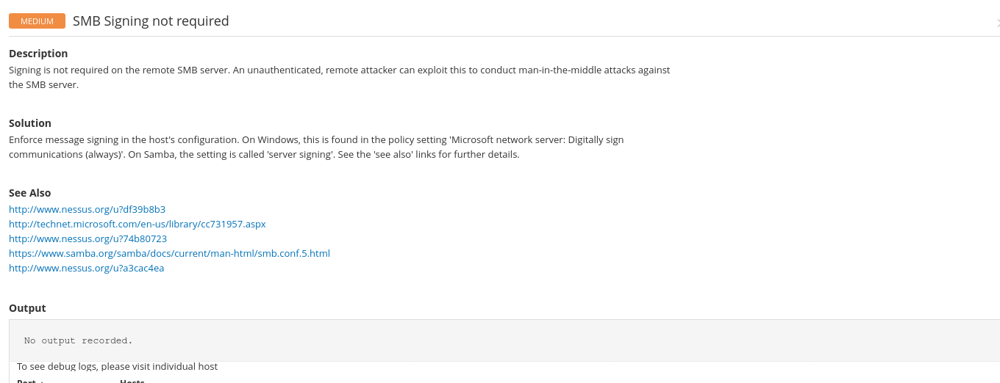 MEDIUM SMB Signing not required
Description
Signing is not required on the remote SMB server. An unauthenticated, remote attacker can exploit this to conduct man-in-the-middle attacks against
the SMB server.
Solution
Enforce message signing in the host's configuration. On Windows, this is found in the policy setting 'Microsoft network server: Digitally sign
communications (always)'. On Samba, the setting is called 'server signing'. See the 'see also' links for further details.
See Also
http://www.nessus.org/u?df39b8b3
http://technet.microsoft.com/en-us/library/cc731957.aspx
http://www.nessus.org/u?74b80723
https://www.samba.org/samba/docs/current/man-html/smb.conf.5.html
http://www.nessus.org/u?a3cac4ea
Output
No output recorded.
To see debug logs, please visit individual host
Port Hosts